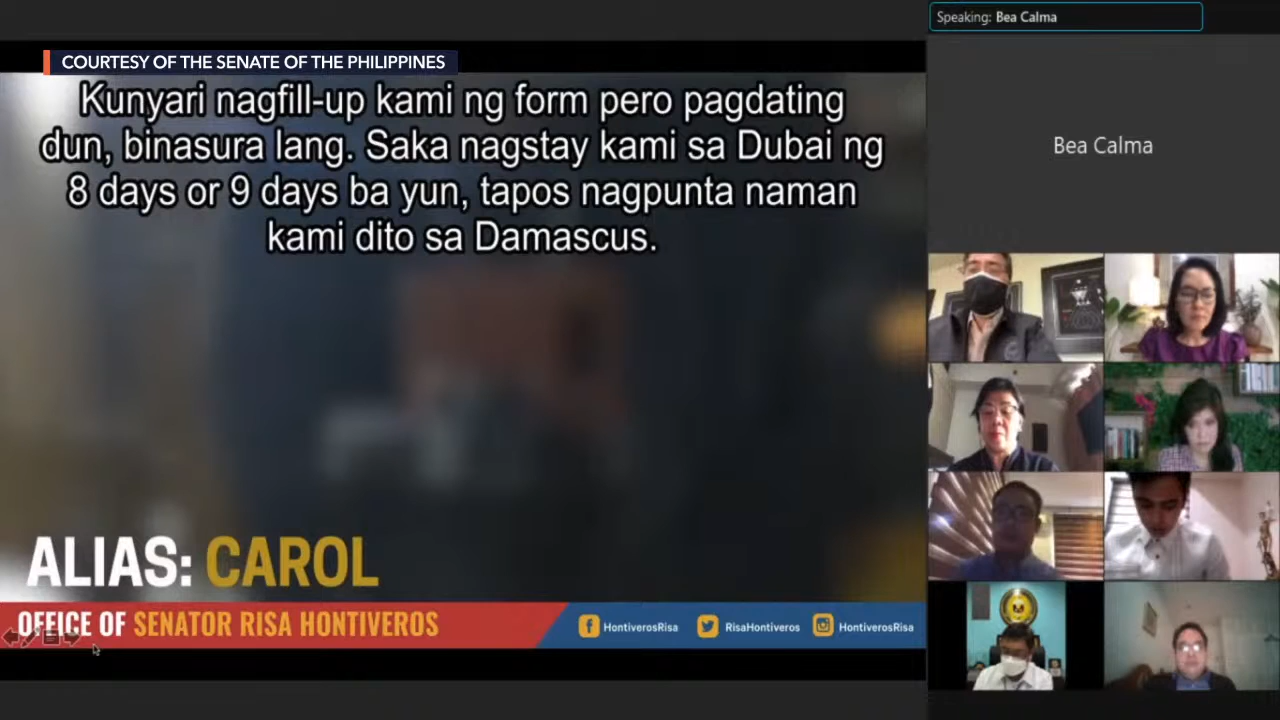 Speaking: Bea Calma
COURTESY OF THE SENATE OF THE PHILIPPINES
Kunyari nagfill-up kami ng form pero pagdating
dun, binasura lang. Saka nagstay kami sa Dubai ng
8 days or 9 days ba yun, tapos nagpunta naman
kami dito sa Damascus.
Bea Calma
ALIAS: CAROL
OFFICE OF SENATOR RISA HONTIVEROS
HontiverosRisa
RisaHontiveros
HontiverosRisa